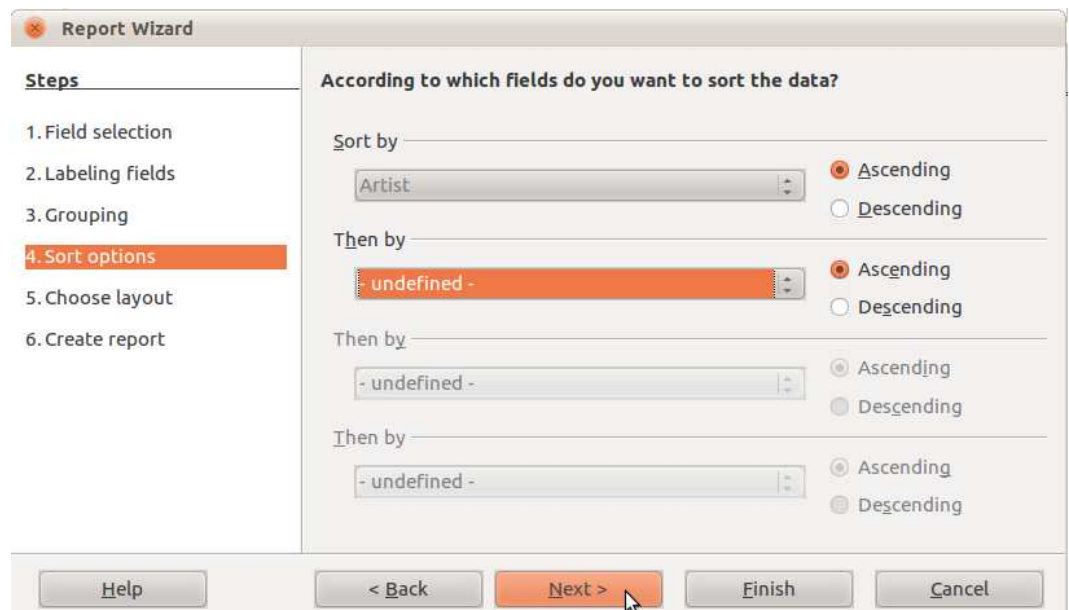 Report Wizard
Steps
1. Field selection
2. Labeling fields
3. Grouping
4. Sort options
5. Choose layout
6. Create report
According to which fields do you want to sort the data?
Sort by
Artist
Ascending
Descending
Then by
- undefined -
Ascending
Descending
Then by
- undefined -
Ascending
Descending
Then by
- undefined -
Ascending
Descending
Help
< Back
Next >
Finish
Cancel